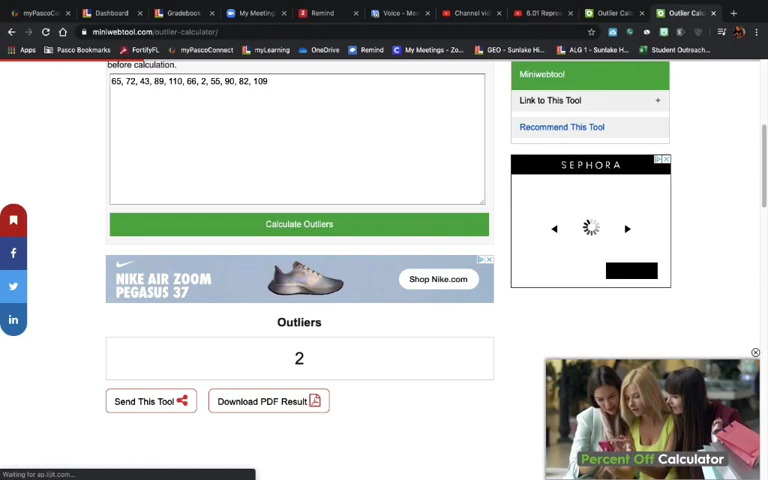 myPascoC
Dashboard
Gradebook
My Meetin
Remind
Voice - Me
Channel vid
6.01 Repres
Outlier Calc
Outlier Calc
miniwebtool.com/outlier-calculator/
Apps
Pasco Bookmarks
FortifyFL
myPascoConnect
myLearning
OneDrive
Remind
My Meetings - Zo...
GEO - Sunlake Hi...
ALG 1 - Sunlake H...
Student Outreach...
before calculation.
65, 72, 43, 89, 110, 66, 2, 55, 90, 82, 109
Calculate Outliers
NIKE AIR ZOOM
PEGASUS 37
Shop Nike.com
Outliers
2
Send This Tool
Download PDF Result
Miniwebtool
Link to This Tool +
Recommend This Tool
SEPHORA
Percent Off Calculator
Waiting for ap.lijit.com...